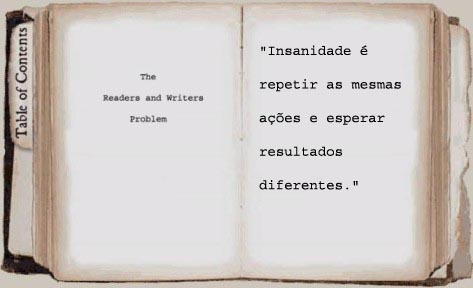 Table of Contents
The
Readers and Writers
Problem
"Insanidade é
repetir as mesmas
ações e esperar
resultados
diferentes."